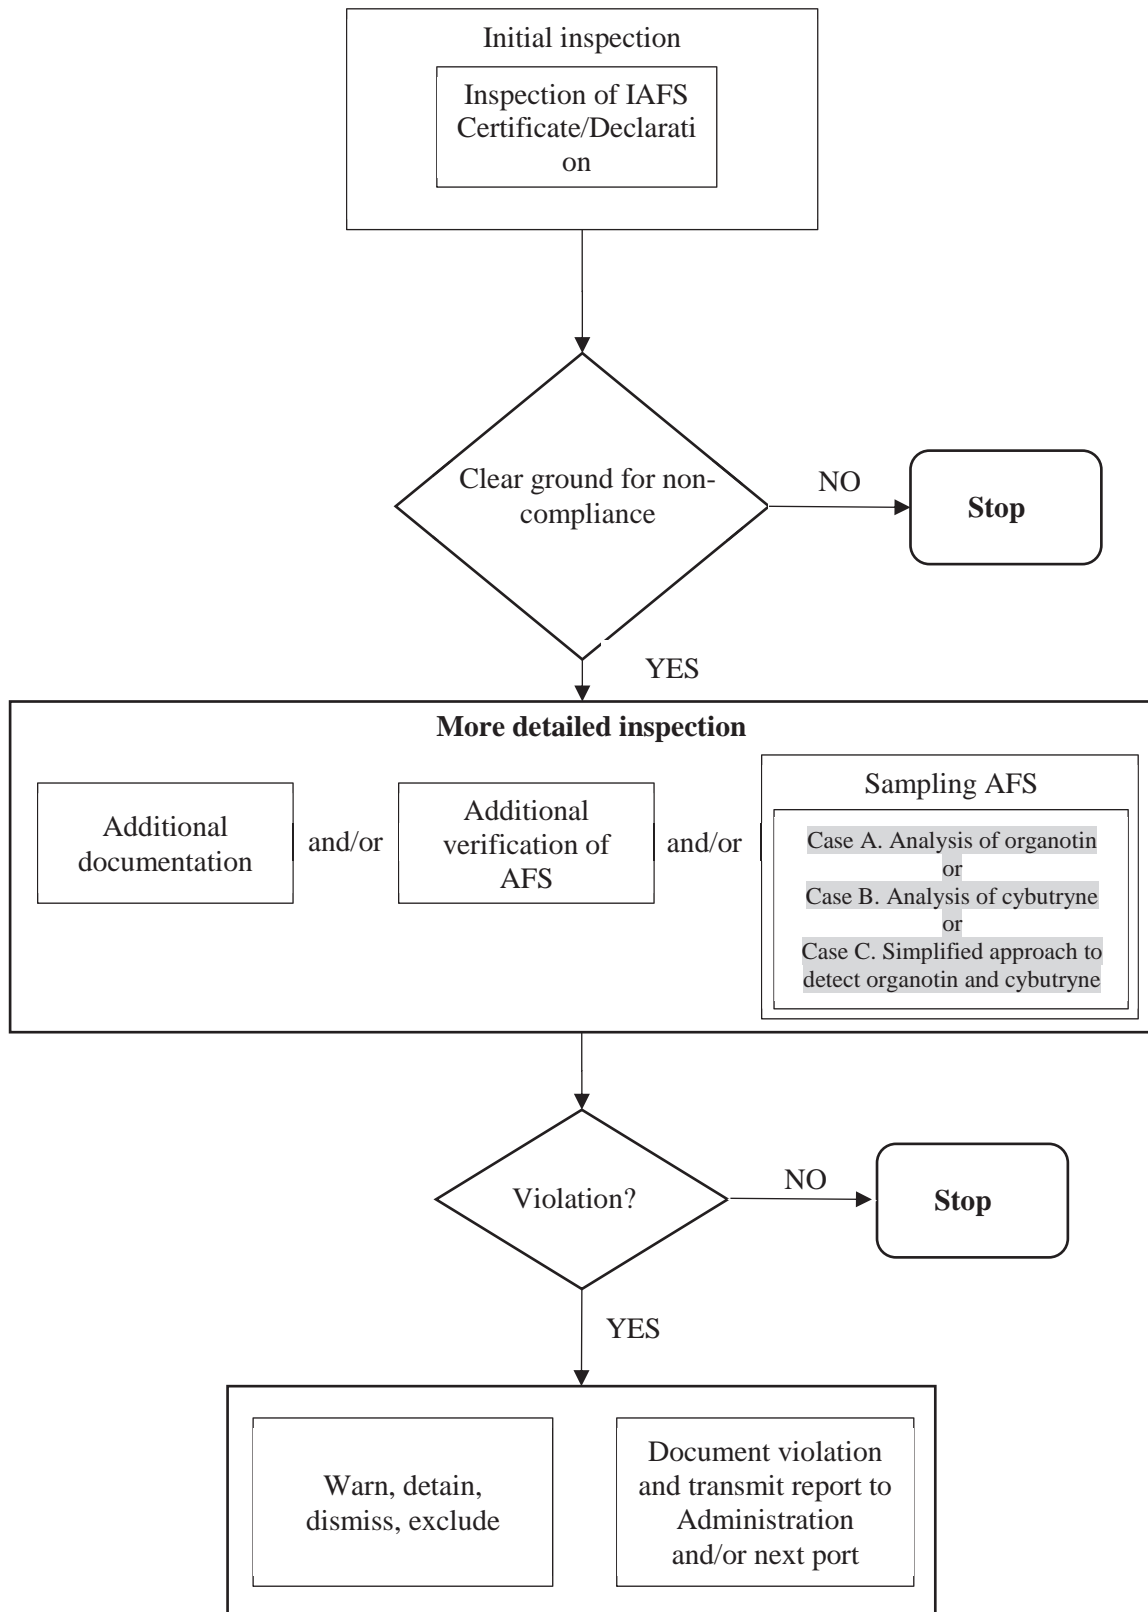 Initial inspection
Inspection of IAFS
Certificate/Declarati
on
Clear ground for non-
compliance
NO
Stop
YES
More detailed inspection
Additional
documentation
and/or
Additional
verification of
AFS
and/or
Sampling AFS
Case A. Analysis of organotin
or
Case B. Analysis of cybutryne
or
Case C. Simplified approach to
detect organotin and cybutryne
Violation?
NO
Stop
YES
Warn, detain,
dismiss, exclude
Document violation
and transmit report to
Administration
and/or next port